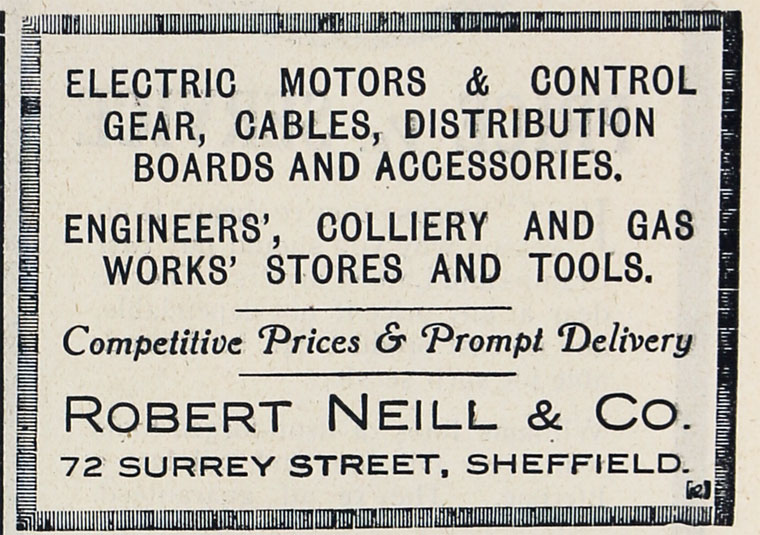 ELECTRIC MOTORS & CONTROL
GEAR, CABLES, DISTRIBUTION
BOARDS AND ACCESSORIES.
ENGINEERS', COLLIERY AND GAS
WORKS' STORES AND TOOLS.
Competitive Prices & Prompt Delivery
ROBERT NEILL & CO.
72 SURREY STREET, SHEFFIELD.
[2]